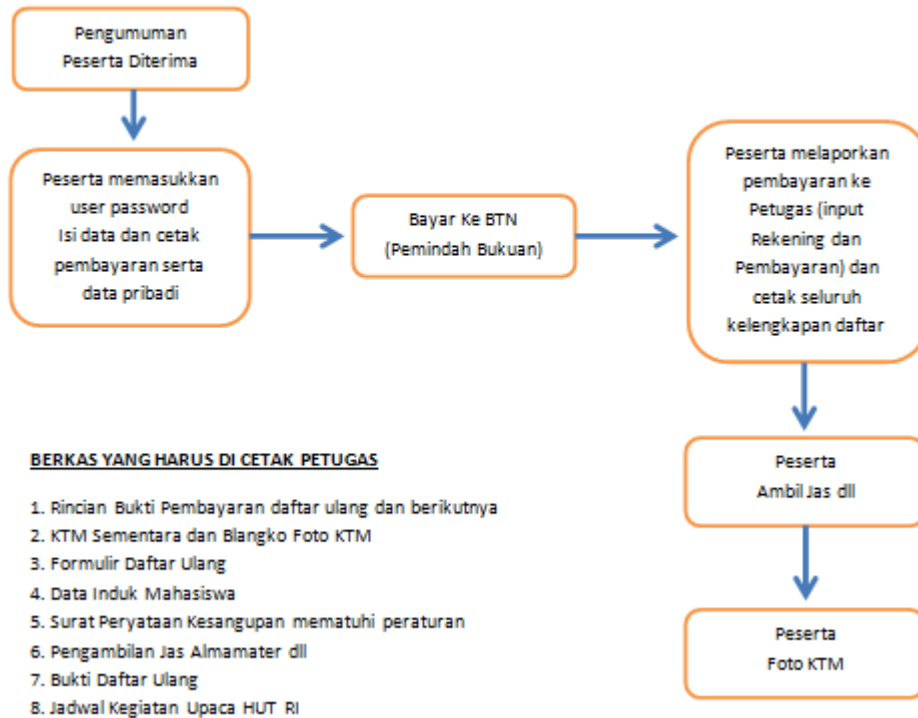 Pengumuman
Peserta Diterima
Peserta memasukkan
user password
Isi data dan cetak
pembayaran serta
data pribadi
Bayar Ke BTN
(Pemindah Bukuan)
Peserta melaporkan
pembayaran ke
Petugas (input
Rekening dan
Pembayaran) dan
cetak seluruh
kelengkapan daftar
Peserta
Ambil Jas dll
Peserta
Foto KTM
BERKAS YANG HARUS DI CETAK PETUGAS
1. Rincian Bukti Pembayaran daftar ulang dan berikutnya
2. KTM Sementara dan Blangko Foto KTM
3. Formulir Daftar Ulang
4. Data Induk Mahasiswa
5. Surat Peryataan Kesangupan mematuhi peraturan
6. Pengambilan Jas Almamater dll
7. Bukti Daftar Ulang
8. Jadwal Kegiatan Upaca HUT RI